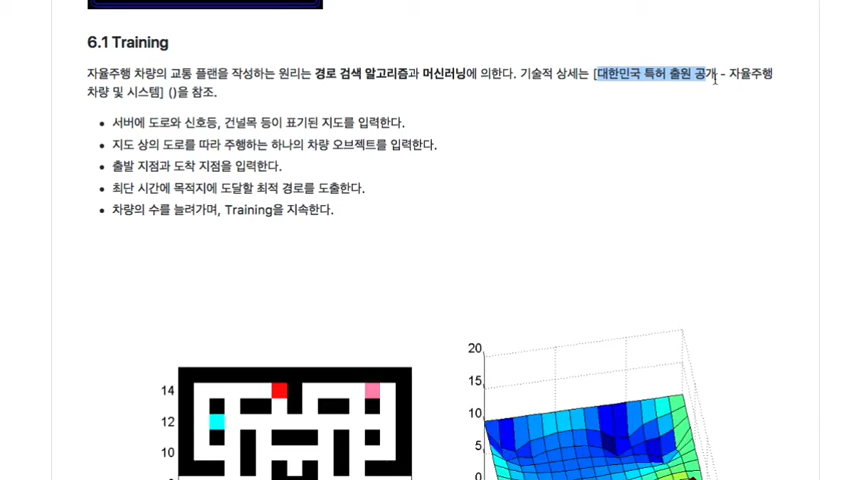 6.1 Training
자율주행 차량의 교통 플랜을 작성하는 원리는 경로 검색 알고리즘과 머신러닝에 의한다. 기술적 상세는 [대한민국 특허 출원 공개 - 자율주행
차량 및 시스템] ()을 참조.
• 서버에 도로와 신호등, 건널목 등이 표기된 지도를 입력한다.
• 지도 상의 도로를 따라 주행하는 하나의 차량 오브젝트를 입력한다.
• 출발 지점과 도착 지점을 입력한다.
• 최단 시간에 목적지에 도달할 최적 경로를 도출한다.
• 차량의 수를 늘려가며, Training을 지속한다.
14
12
10
20
15
10
5
0